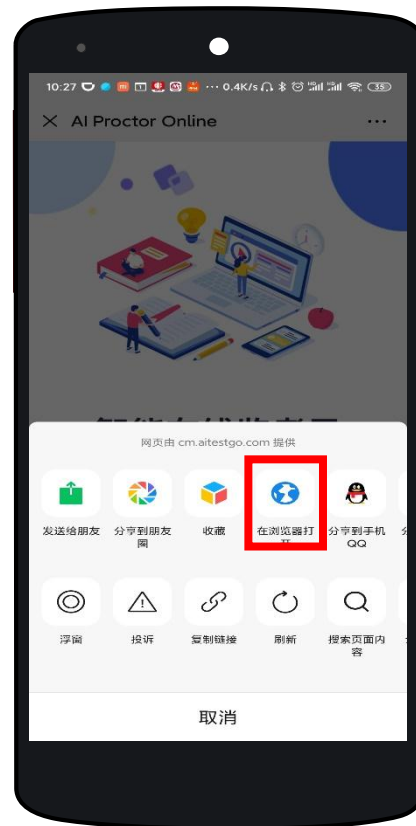 10:27 ··· 0.4K/s 35
AI Proctor Online ···
网页由 cm.aitestgo.com 提供
发送给朋友 分享到朋友 收藏 在浏览器打 分享到手机
圈 开 QQ
浮窗 投诉 复制链接 刷新 搜索页面内
容
取消